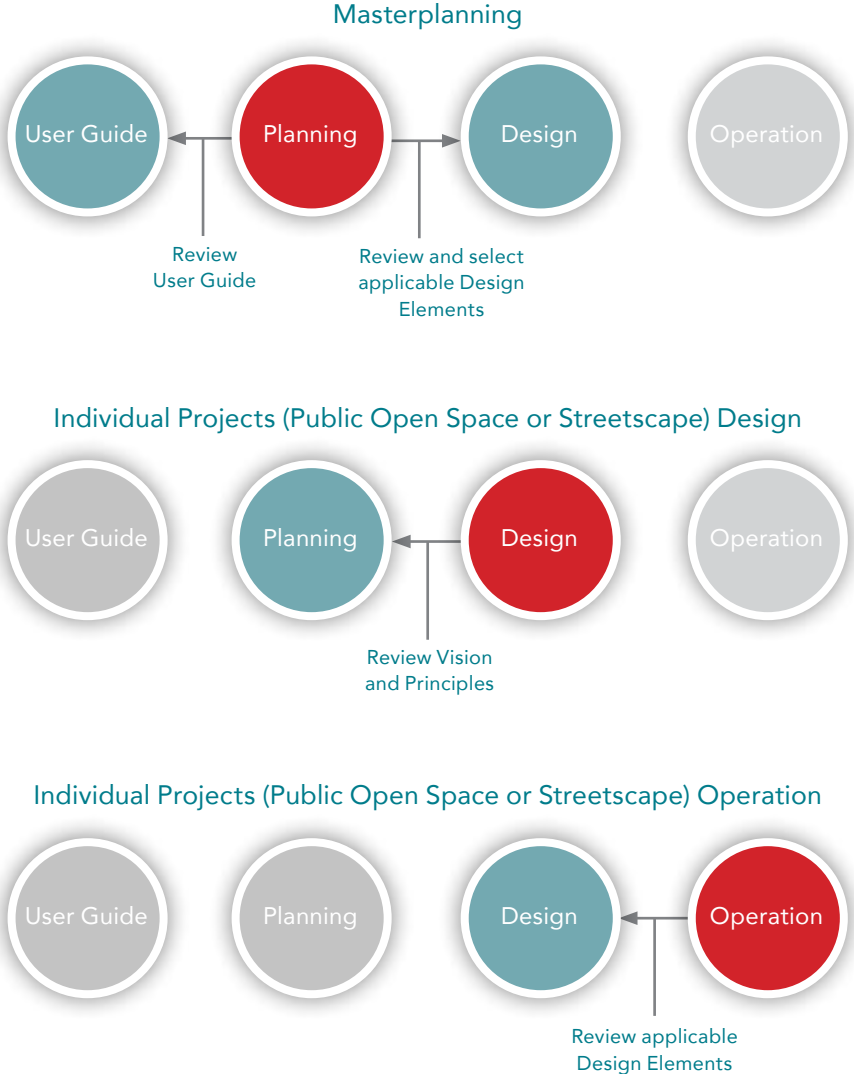 Masterplanning
User Guide
Planning
Design
Operation
Review
User Guide
Review and select
applicable Design
Elements
Individual Projects (Public Open Space or Streetscape) Design
User Guide
Planning
Design
Operation
Review Vision
and Principles
Individual Projects (Public Open Space or Streetscape) Operation
User Guide
Planning
Design
Operation
Review applicable
Design Elements